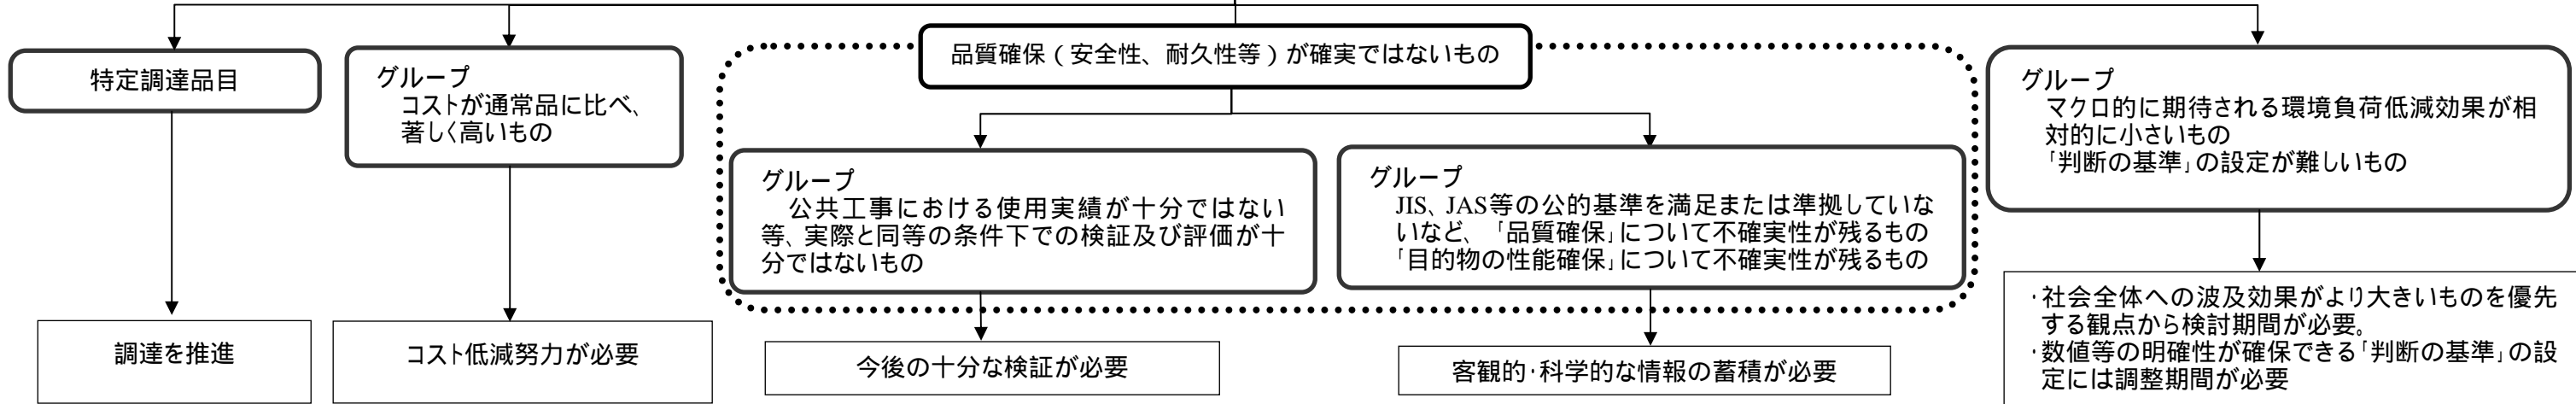 特定調達品目
調達を推進
グループ
コストが通常品に比べ、
著しく高いもの
コスト低減努力が必要
品質確保（安全性、耐久性等）が確実ではないもの
グループ
公共工事における使用実績が十分ではない
等、実際と同等の条件下での検証及び評価が十
分ではないもの
今後の十分な検証が必要
グループ
JIS、JAS等の公的基準を満足または準拠していな
いなど、「品質確保」について不確実性が残るもの
「目的物の性能確保」について不確実性が残るもの
客観的・科学的な情報の蓄積が必要
グループ
マクロ的に期待される環境負荷低減効果が相
対的に小さいもの
「判断の基準」の設定が難しいもの
・社会全体への波及効果がより大きいものを優先
する観点から検討期間が必要。
・数値等の明確性が確保できる「判断の基準」の設
定には調整期間が必要